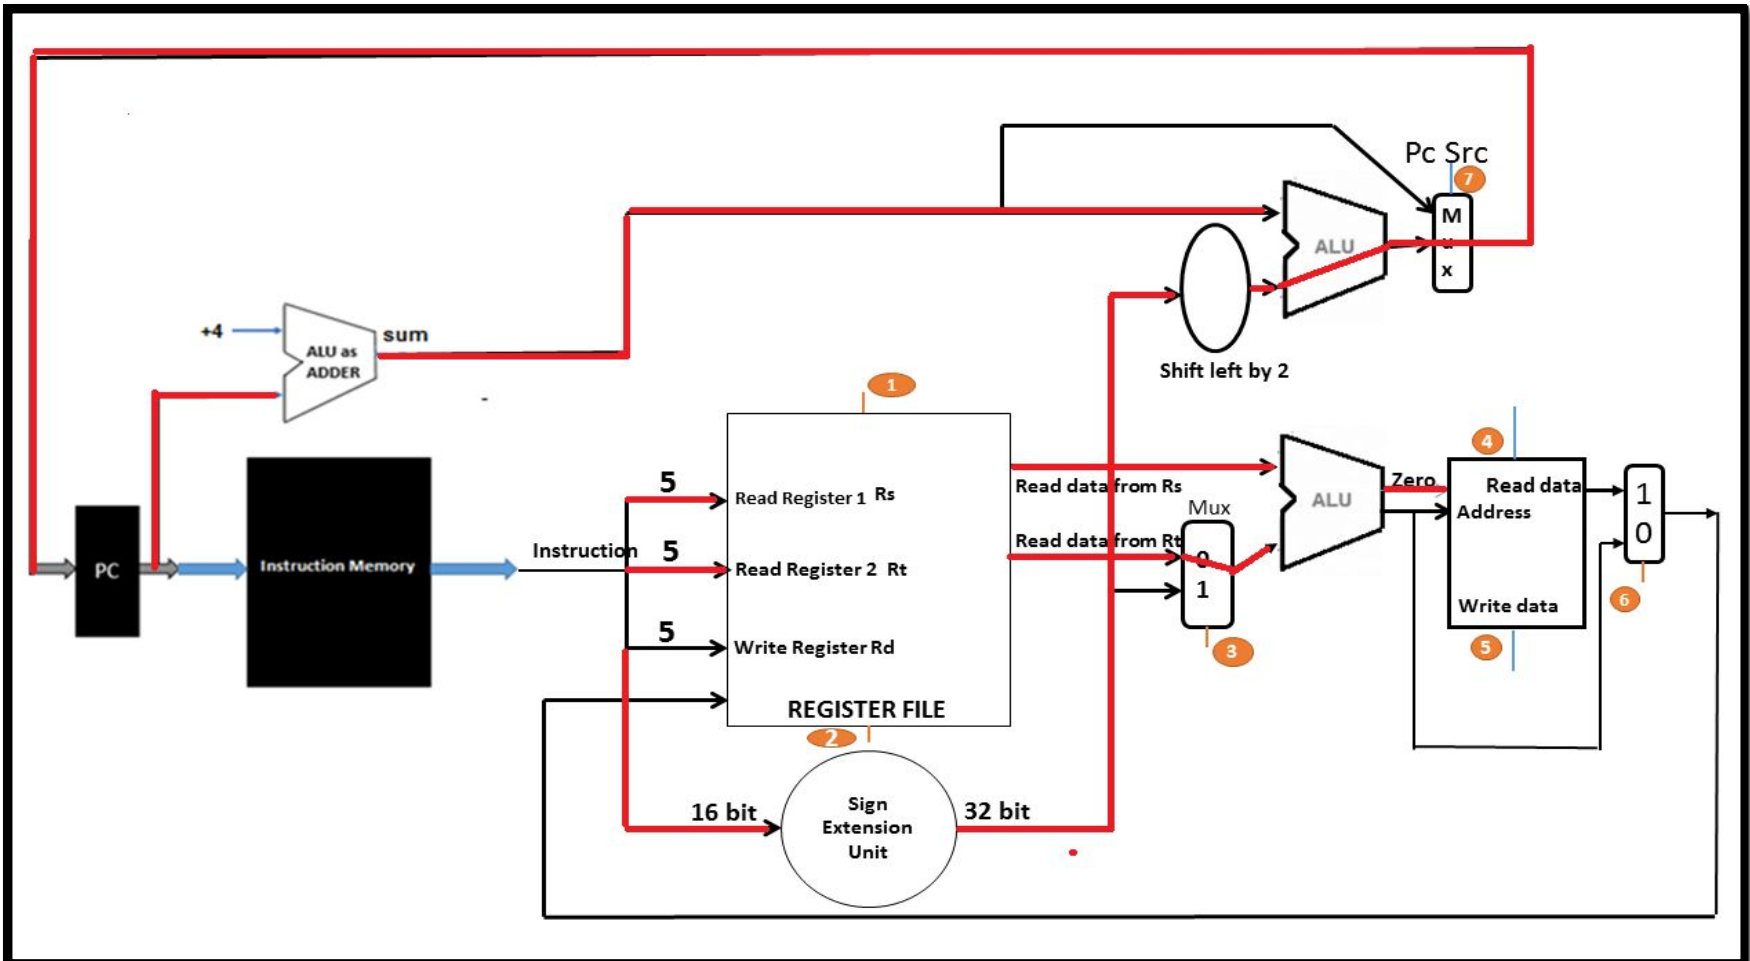 Pc Src
7
M
u
x
ALU
+4
sum
ALU as
ADDER
Shift left by 2
1
4
5
Read Register 1 Rs
Read data from Rs
Zero
Read data
1
Mux
ALU
Address
0
Instruction
5
Read Register 2 Rt
Read data from Rt
0
1
PC
Instruction Memory
Write data
6
5
Write Register Rd
3
5
REGISTER FILE
2
16 bit
Sign
Extension
Unit
32 bit